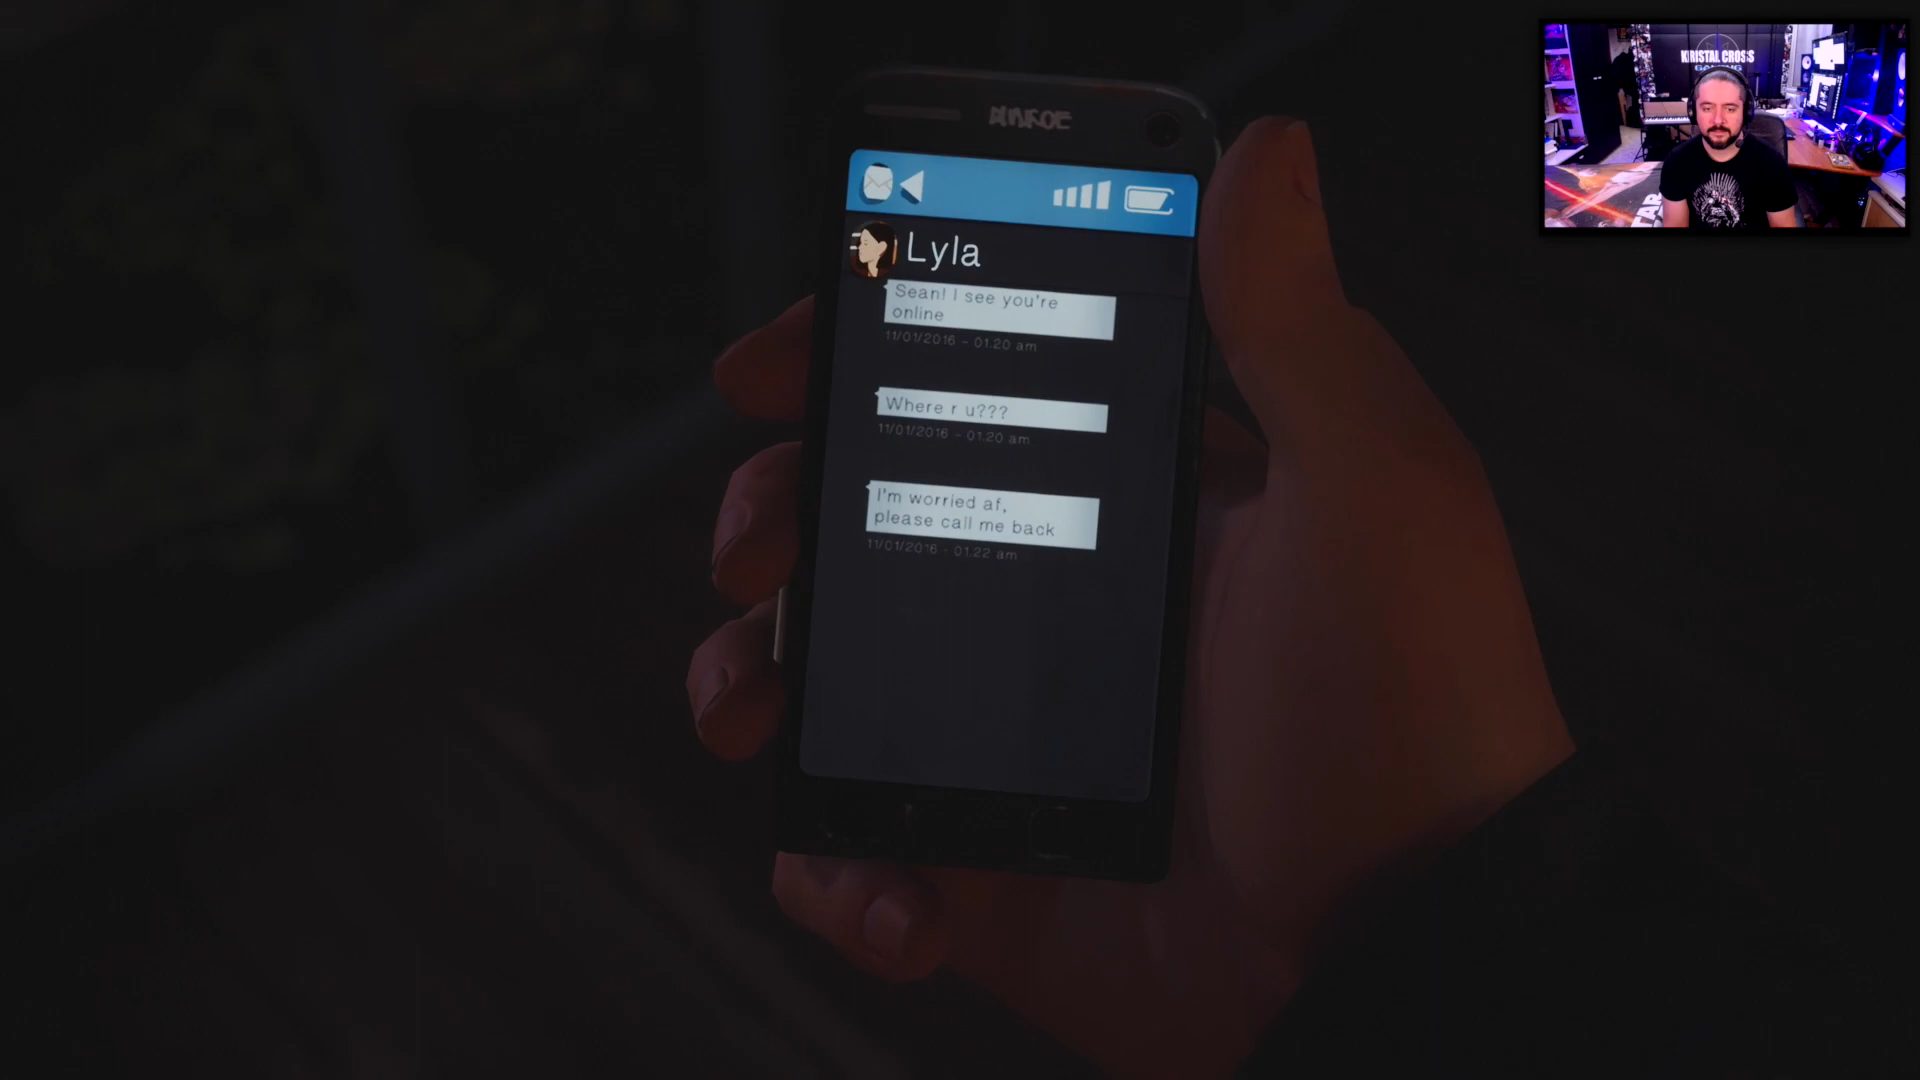 KRISTAL CROSS
GAMING
Lyla
Sean! I see you're
online
11/01/2016 - 01.20 am
Where r u???
11/01/2016 - 01.20 am
I'm worried af,
please call me back
11/01/2016 - 01.22 am